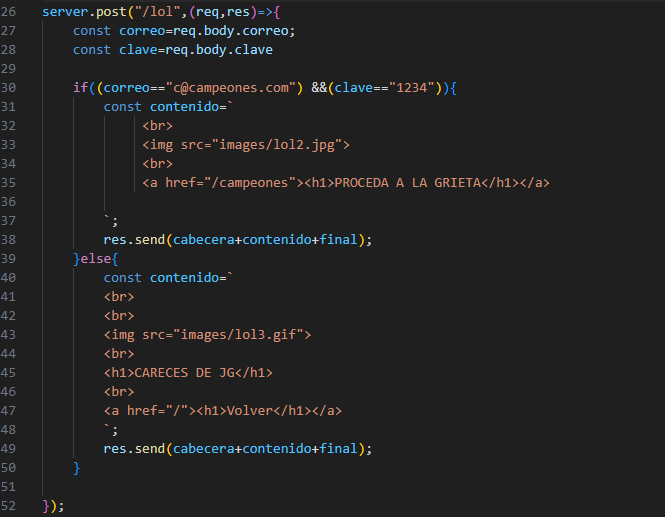 26 server.post("/lol",(req,res)=>{
27     const correo=req.body.correo;
28     const clave=req.body.clave
29
30     if((correo=="c@campeones.com") &&(clave=="1234")){
31         const contenido=`
32              <br>
33              <img src="images/lol2.jpg">
34              <br>
35              <a href="/campeones"><h1>PROCEDA A LA GRIETA</h1></a>
36
37         `;
38         res.send(cabecera+contenido+final);
39     }else{
40         const contenido=`
41         <br>
42         <br>
43         <img src="images/lol3.gif">
44         <br>
45         <h1>CARECES DE JG</h1>
46         <br>
47         <a href="/"><h1>Volver</h1></a>
48         `;
49         res.send(cabecera+contenido+final);
50     }
51
52 });